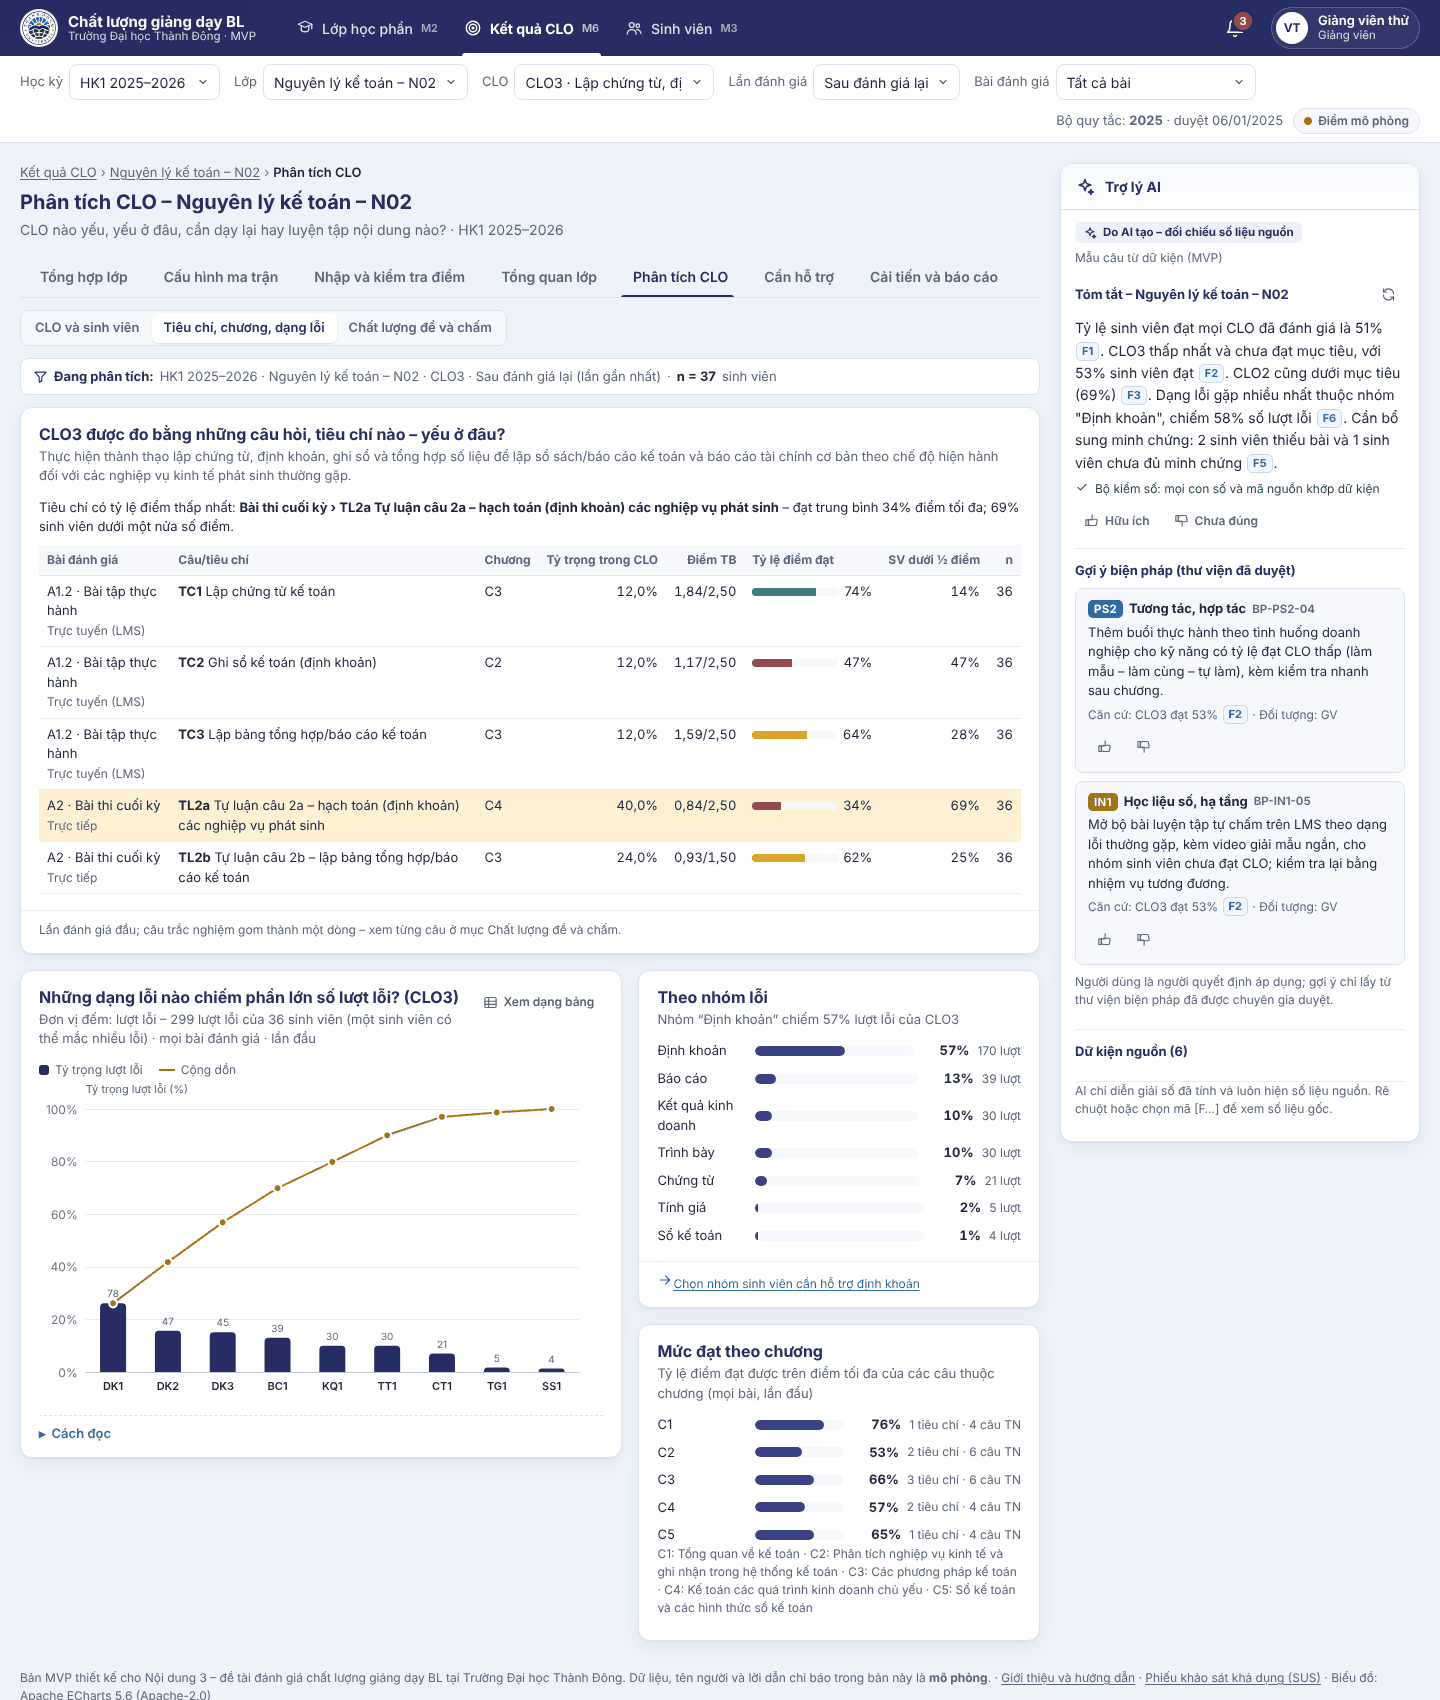 Chất lượng giảng dạy BL
Trường Đại học Thành Đông · MVP
Lớp học phần M2
Kết quả CLO M6
Sinh viên M3
3
VT
Giảng viên thử
Giảng viên
Học kỳ
HK1 2025–2026
Lớp
Nguyên lý kế toán – N02
CLO
CLO3 · Lập chứng từ, đị
Lần đánh giá
Sau đánh giá lại
Bài đánh giá
Tất cả bài
Bộ quy tắc: 2025 · duyệt 06/01/2025
Điểm mô phỏng
Kết quả CLO › Nguyên lý kế toán – N02 › Phân tích CLO
Phân tích CLO – Nguyên lý kế toán – N02
CLO nào yếu, yếu ở đâu, cần dạy lại hay luyện tập nội dung nào? · HK1 2025–2026
Tổng hợp lớp
Cấu hình ma trận
Nhập và kiểm tra điểm
Tổng quan lớp
Phân tích CLO
Cần hỗ trợ
Cải tiến và báo cáo
CLO và sinh viên
Tiêu chí, chương, dạng lỗi
Chất lượng đề và chấm
Đang phân tích: HK1 2025–2026 · Nguyên lý kế toán – N02 · CLO3 · Sau đánh giá lại (lần gần nhất) · n = 37 sinh viên
CLO3 được đo bằng những câu hỏi, tiêu chí nào – yếu ở đâu?
Thực hiện thành thạo lập chứng từ, định khoản, ghi sổ và tổng hợp số liệu để lập sổ sách/báo cáo kế toán và báo cáo tài chính cơ bản theo chế độ hiện hành
đối với các nghiệp vụ kinh tế phát sinh thường gặp.
Tiêu chí có tỷ lệ điểm thấp nhất: Bài thi cuối kỳ › TL2a Tự luận câu 2a – hạch toán (định khoản) các nghiệp vụ phát sinh – đạt trung bình 34% điểm tối đa; 69%
sinh viên dưới một nửa số điểm.
Bài đánh giá
Câu/tiêu chí
Chương
Tỷ trọng trong CLO
Điểm TB
Tỷ lệ điểm đạt
SV dưới ½ điểm
n
A1.2 · Bài tập thực
hành
Trực tuyến (LMS)
TC1 Lập chứng từ kế toán
C3
12,0%
1,84/2,50
74%
14%
36
A1.2 · Bài tập thực
hành
Trực tuyến (LMS)
TC2 Ghi sổ kế toán (định khoản)
C2
12,0%
1,17/2,50
47%
47%
36
A1.2 · Bài tập thực
hành
Trực tuyến (LMS)
TC3 Lập bảng tổng hợp/báo cáo kế toán
C3
12,0%
1,59/2,50
64%
28%
36
A2 · Bài thi cuối kỳ
Trực tiếp
TL2a Tự luận câu 2a – hạch toán (định khoản)
các nghiệp vụ phát sinh
C4
40,0%
0,84/2,50
34%
69%
36
A2 · Bài thi cuối kỳ
Trực tiếp
TL2b Tự luận câu 2b – lập bảng tổng hợp/báo
cáo kế toán
C3
24,0%
0,93/1,50
62%
25%
36
Lần đánh giá đầu; câu trắc nghiệm gom thành một dòng – xem từng câu ở mục Chất lượng đề và chấm.
Những dạng lỗi nào chiếm phần lớn số lượt lỗi? (CLO3)
Xem dạng bảng
Đơn vị đếm: lượt lỗi – 299 lượt lỗi của 36 sinh viên (một sinh viên có
thể mắc nhiều lỗi) · mọi bài đánh giá · lần đầu
Tỷ trọng lượt lỗi
Cộng dồn
Tỷ trọng lượt lỗi (%)
100%
80%
60%
40%
20%
0%
78
47
45
39
30
30
21
5
4
DK1
DK2
DK3
BC1
KQ1
TT1
CT1
TG1
SS1
▸ Cách đọc
Theo nhóm lỗi
Nhóm “Định khoản” chiếm 57% lượt lỗi của CLO3
Định khoản 57% 170 lượt
Báo cáo 13% 39 lượt
Kết quả kinh
doanh
10% 30 lượt
Trình bày 10% 30 lượt
Chứng từ 7% 21 lượt
Tính giá 2% 5 lượt
Sổ kế toán 1% 4 lượt
→ Chọn nhóm sinh viên cần hỗ trợ định khoản
Mức đạt theo chương
Tỷ lệ điểm đạt được trên điểm tối đa của các câu thuộc
chương (mọi bài, lần đầu)
C1 76% 1 tiêu chí · 4 câu TN
C2 53% 2 tiêu chí · 6 câu TN
C3 66% 3 tiêu chí · 6 câu TN
C4 57% 2 tiêu chí · 4 câu TN
C5 65% 1 tiêu chí · 4 câu TN
C1: Tổng quan về kế toán · C2: Phân tích nghiệp vụ kinh tế và
ghi nhận trong hệ thống kế toán · C3: Các phương pháp kế toán
· C4: Kế toán các quá trình kinh doanh chủ yếu · C5: Sổ kế toán
và các hình thức sổ kế toán
Trợ lý AI
Do AI tạo – đối chiếu số liệu nguồn
Mẫu câu từ dữ kiện (MVP)
Tóm tắt – Nguyên lý kế toán – N02
Tỷ lệ sinh viên đạt mọi CLO đã đánh giá là 51%
F1 . CLO3 thấp nhất và chưa đạt mục tiêu, với
53% sinh viên đạt F2 . CLO2 cũng dưới mục tiêu
(69%) F3 . Dạng lỗi gặp nhiều nhất thuộc nhóm
"Định khoản", chiếm 58% số lượt lỗi F6 . Cần bổ
sung minh chứng: 2 sinh viên thiếu bài và 1 sinh
viên chưa đủ minh chứng F5 .
Bộ kiểm số: mọi con số và mã nguồn khớp dữ kiện
Hữu ích
Chưa đúng
Gợi ý biện pháp (thư viện đã duyệt)
PS2 Tương tác, hợp tác BP-PS2-04
Thêm buổi thực hành theo tình huống doanh
nghiệp cho kỹ năng có tỷ lệ đạt CLO thấp (làm
mẫu – làm cùng – tự làm), kèm kiểm tra nhanh
sau chương.
Căn cứ: CLO3 đạt 53% F2 · Đối tượng: GV
IN1 Học liệu số, hạ tầng BP-IN1-05
Mở bộ bài luyện tập tự chấm trên LMS theo dạng
lỗi thường gặp, kèm video giải mẫu ngắn, cho
nhóm sinh viên chưa đạt CLO; kiểm tra lại bằng
nhiệm vụ tương đương.
Căn cứ: CLO3 đạt 53% F2 · Đối tượng: GV
Người dùng là người quyết định áp dụng; gợi ý chỉ lấy từ
thư viện biện pháp đã được chuyên gia duyệt.
Dữ kiện nguồn (6)
AI chỉ diễn giải số đã tính và luôn hiện số liệu nguồn. Rê
chuột hoặc chọn mã [F…] để xem số liệu gốc.
Bản MVP thiết kế cho Nội dung 3 – đề tài đánh giá chất lượng giảng dạy BL tại Trường Đại học Thành Đông. Dữ liệu, tên người và lời dẫn chỉ báo trong bản này là mô phỏng. · Giới thiệu và hướng dẫn · Phiếu khảo sát khả dụng (SUS) · Biểu đồ:
Apache ECharts 5.6 (Apache-2.0)